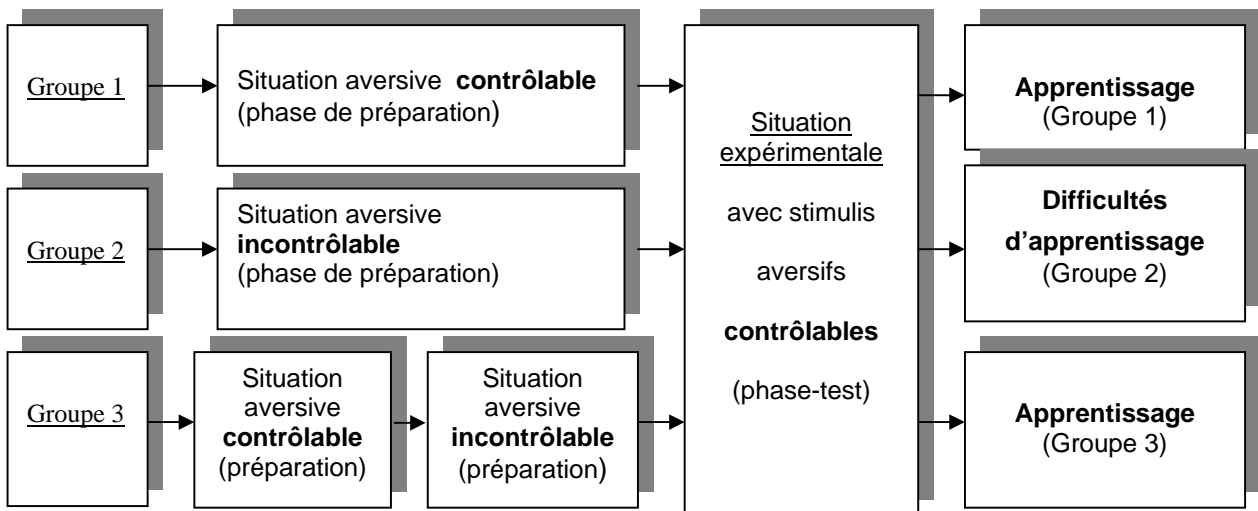 Groupe 1
Situation aversive contrôlable
(phase de préparation)
Groupe 2
Situation aversive
incontrôlable
(phase de préparation)
Groupe 3
Situation
aversive
contrôlable
(préparation)
Situation
aversive
incontrôlable
(préparation)
Situation
expérimentale
avec stimulis
aversifs
contrôlables
(phase-test)
Apprentissage
(Groupe 1)
Difficultés
d’apprentissage
(Groupe 2)
Apprentissage
(Groupe 3)